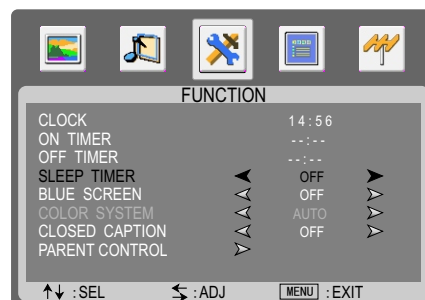 FUNCTION
CLOCK 14:56
ON TIMER --:--
OFF TIMER --:--
SLEEP TIMER OFF
BLUE SCREEN OFF
COLOR SYSTEM AUTO
CLOSED CAPTION OFF
PARENT CONTROL
:SEL :ADJ MENU :EXIT